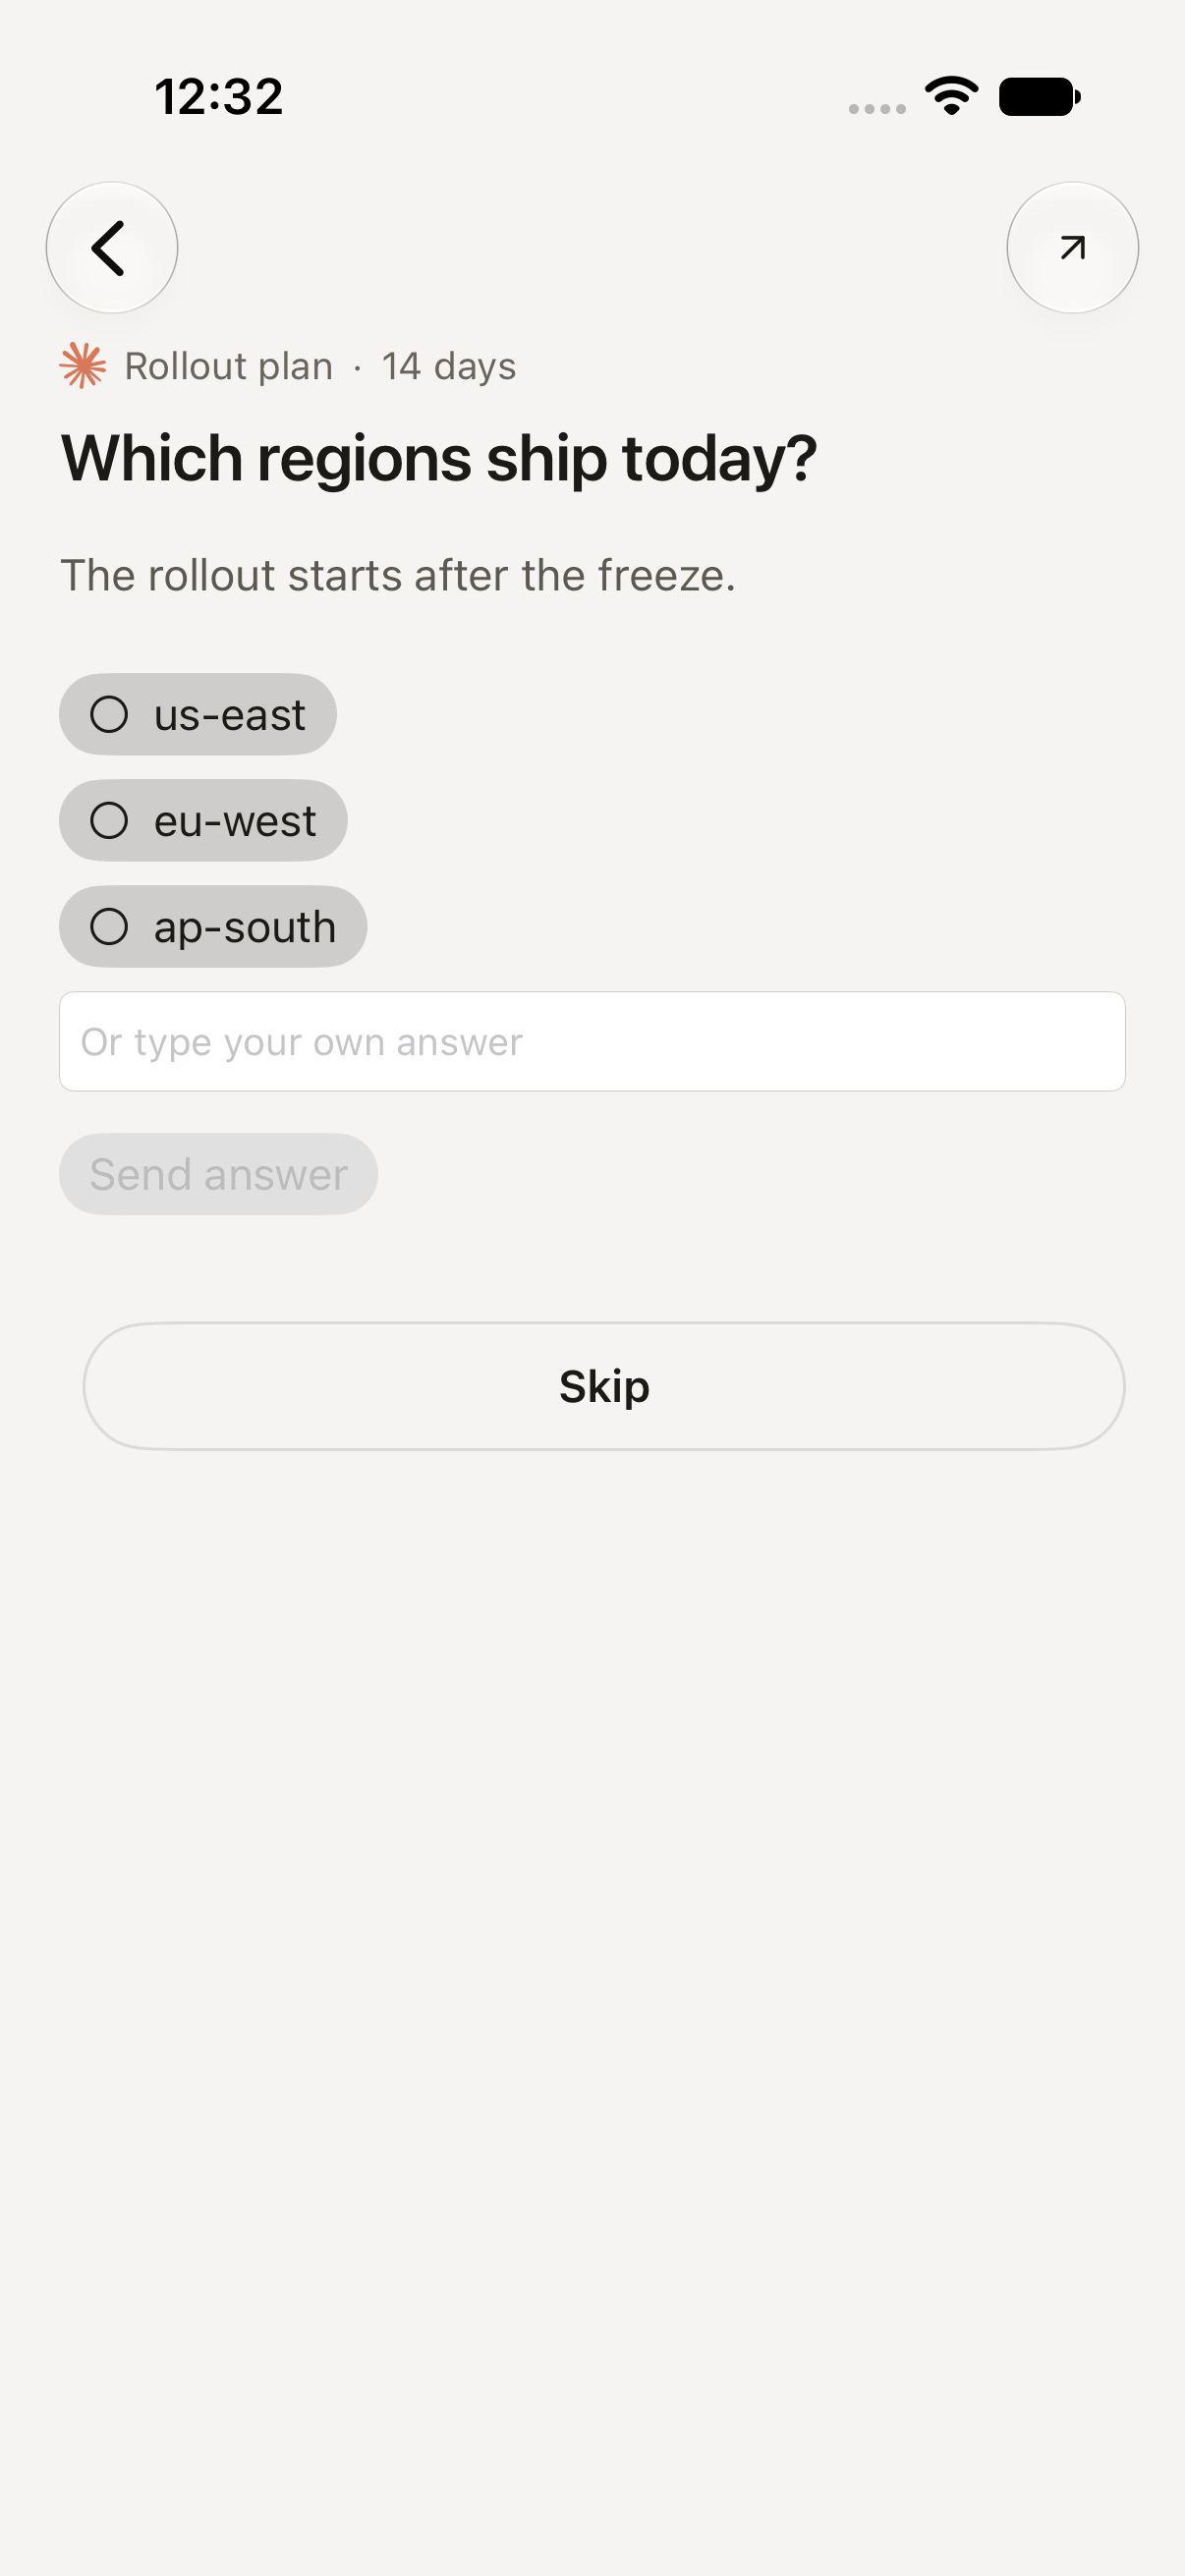 12:32
Rollout plan · 14 days
Which regions ship today?
The rollout starts after the freeze.
us-east
eu-west
ap-south
Or type your own answer
Send answer
Skip